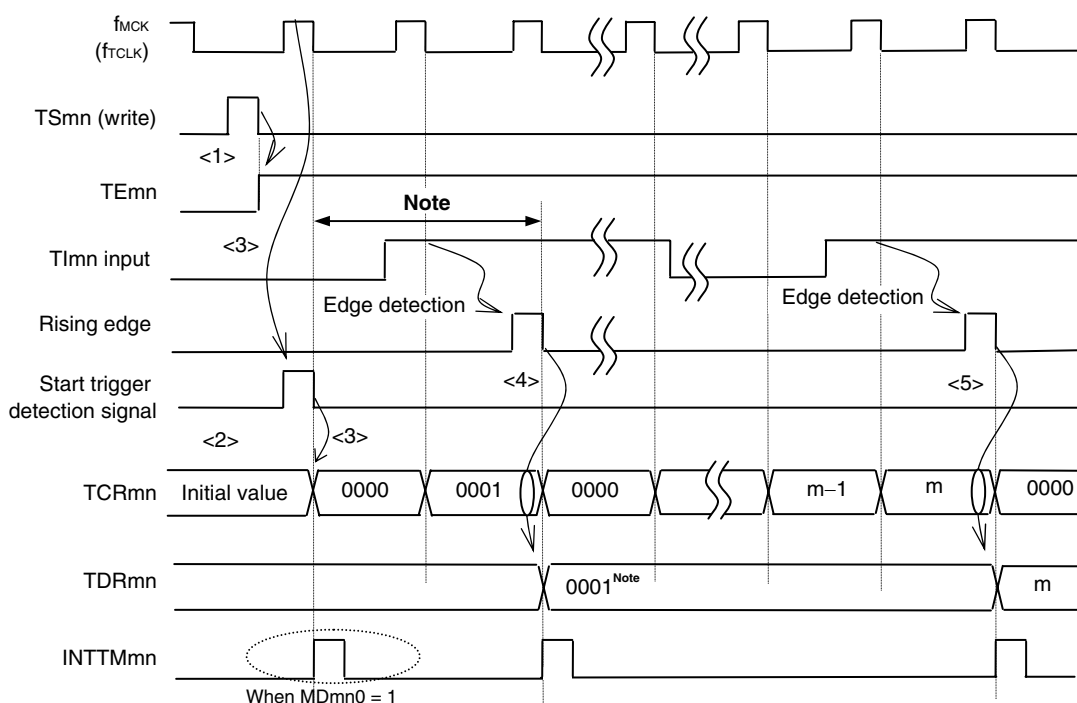 fMCK
(fTCLK)
TSmn (write)
<1>
TEmn
Note
<3>
TImn input
Edge detection
Edge detection
Rising edge
<4>
<5>
Start trigger
detection signal
<2>
<3>
TCRmn
Initial value
0000
0001
0000
m−1
m
0000
TDRmn
0001Note
m
INTTMmn
When MDmn0 = 1